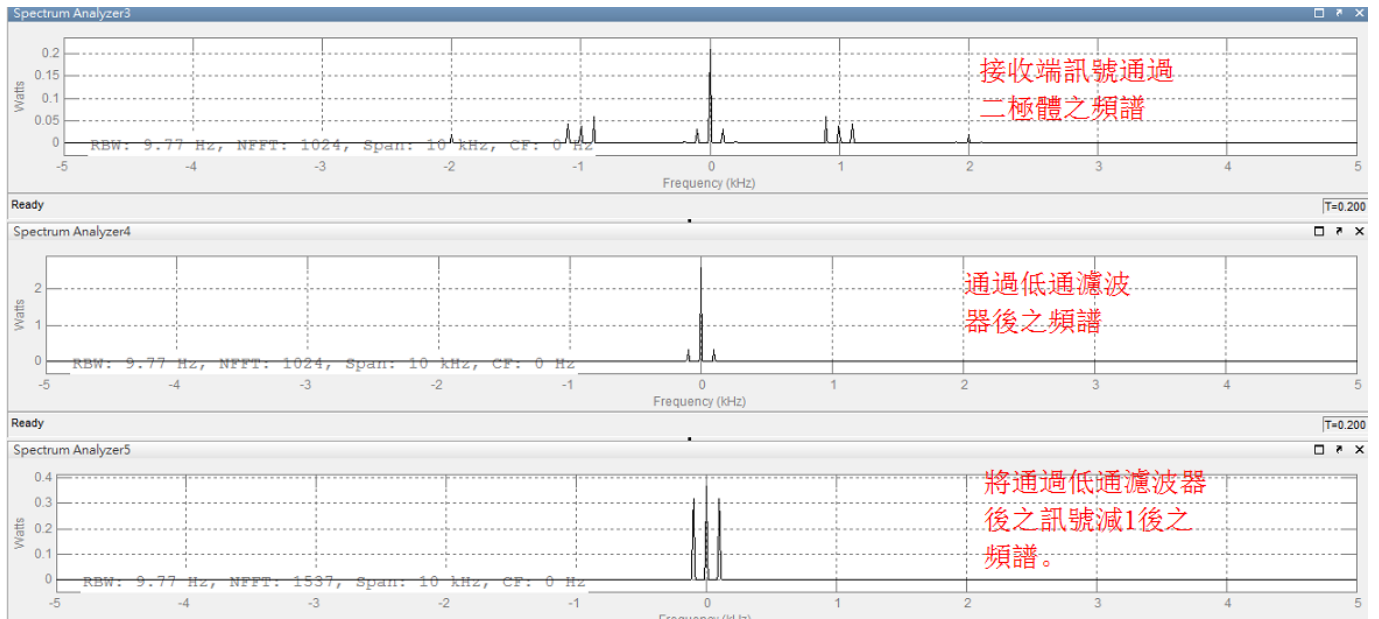 Spectrum Analyzer3
0.2
0.15
0.1
0.05
0
Watts
接收端訊號通過
二極體之頻譜
RBW: 9.77 Hz, NFFT: 1024, Span: 10 kHz, CF: 0 Hz
-5 -4 -3 -2 -1 0 1 2 3 4 5
Frequency (kHz)
Ready T=0.200
Spectrum Analyzer4
2
1
0
Watts
通過低通濾波
器後之頻譜
RBW: 9.77 Hz, NFFT: 1024, Span: 10 kHz, CF: 0 Hz
-5 -4 -3 -2 -1 0 1 2 3 4 5
Frequency (kHz)
Ready T=0.200
Spectrum Analyzer5
0.4
0.3
0.2
0.1
0
Watts
將通過低通濾波器
後之訊號減1後之
頻譜。
RBW: 9.77 Hz, NFFT: 1537, Span: 10 kHz, CF: 0 Hz
-5 -4 -3 -2 -1 0 1 2 3 4 5
Frequency (kHz)